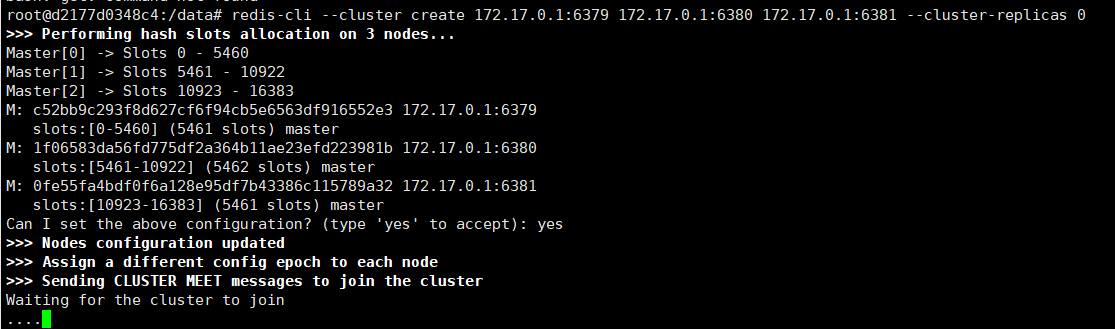 root@d2177d0348c4:/data# redis-cli --cluster create 172.17.0.1:6379 172.17.0.1:6380 172.17.0.1:6381 --cluster-replicas 0
>>> Performing hash slots allocation on 3 nodes...
Master[0] -> Slots 0 - 5460
Master[1] -> Slots 5461 - 10922
Master[2] -> Slots 10923 - 16383
M: c52bb9c293f8d627cf6f94cb5e6563df916552e3 172.17.0.1:6379
   slots:[0-5460] (5461 slots) master
M: 1f06583da56fd775df2a364b11ae23efd223981b 172.17.0.1:6380
   slots:[5461-10922] (5462 slots) master
M: 0fe55fa4bdf0f6a128e95df7b43386c115789a32 172.17.0.1:6381
   slots:[10923-16383] (5461 slots) master
Can I set the above configuration? (type 'yes' to accept): yes
>>> Nodes configuration updated
>>> Assign a different config epoch to each node
>>> Sending CLUSTER MEET messages to join the cluster
Waiting for the cluster to join
....